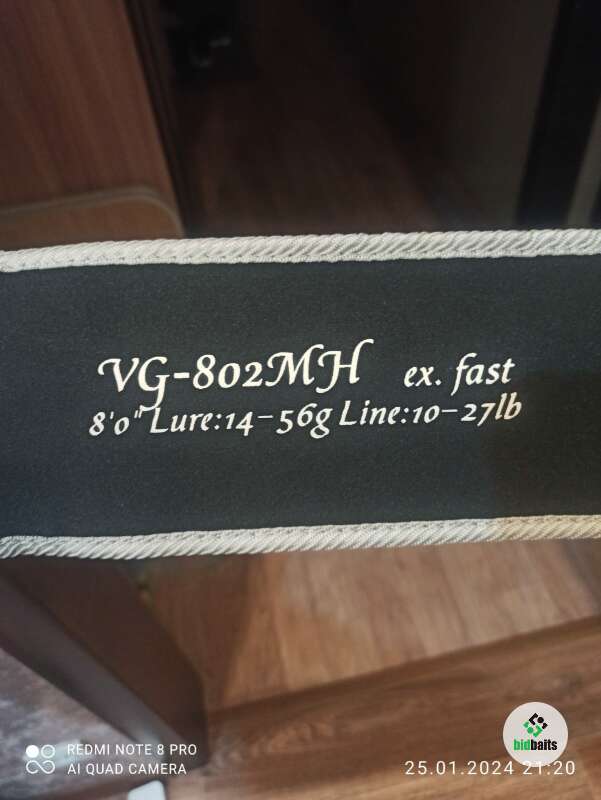 VG-802MH ex. fast
8'0" Lure:14-56g Line:10-27lb
bidbaits
REDMI NOTE 8 PRO
AI QUAD CAMERA
25.01.2024 21:20